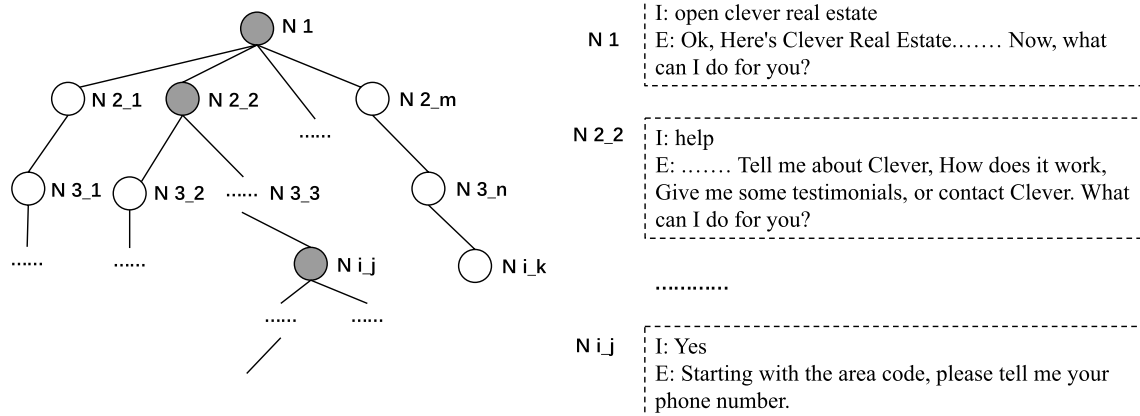 N 1
N 2_1
N 2_2
......
N 2_m
N 3_1
N 3_2
...... N 3_3
N 3_n
......
......
N i_j
N i_k
......
......
N 1
I: open clever real estate
E: Ok, Here's Clever Real Estate....... Now, what
can I do for you?
N 2_2
I: help
E: ....... Tell me about Clever, How does it work,
Give me some testimonials, or contact Clever. What
can I do for you?
............
N i_j
I: Yes
E: Starting with the area code, please tell me your
phone number.